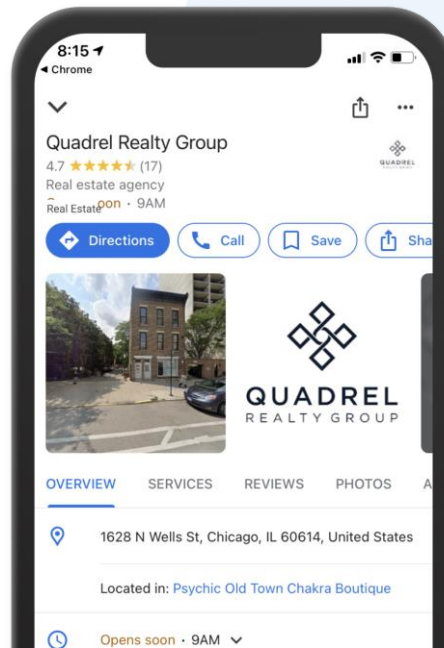 8:15
◂ Chrome
Quadrel Realty Group
4.7 ★★★★★ (17)
QUADREL
Real estate agency
Real Estate
oon · 9AM
Directions
Call
Save
Sha
QUADREL
REALTY GROUP
OVERVIEW SERVICES REVIEWS PHOTOS A
1628 N Wells St, Chicago, IL 60614, United States
Located in: Psychic Old Town Chakra Boutique
Opens soon · 9AM